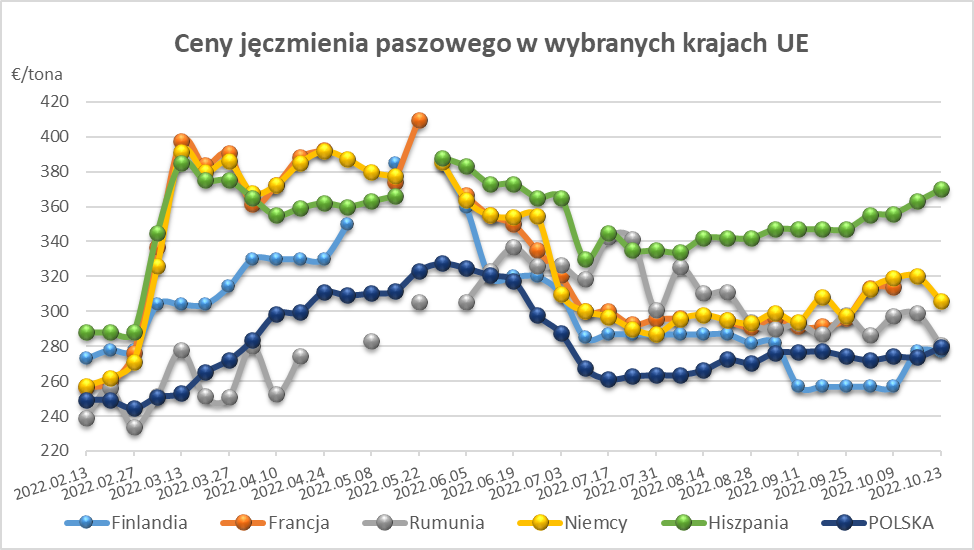 Ceny jęczmienia paszowego w wybranych krajach UE
€/tona
420
400
380
360
340
320
300
280
260
240
220
2022.02.13 2022.02.27 2022.03.13 2022.03.27 2022.04.10 2022.04.24 2022.05.08 2022.05.22 2022.06.05 2022.06.19 2022.07.03 2022.07.17 2022.07.31 2022.08.14 2022.08.28 2022.09.11 2022.09.25 2022.10.09 2022.10.23
Finlandia Francja Rumunia Niemcy Hiszpania POLSKA